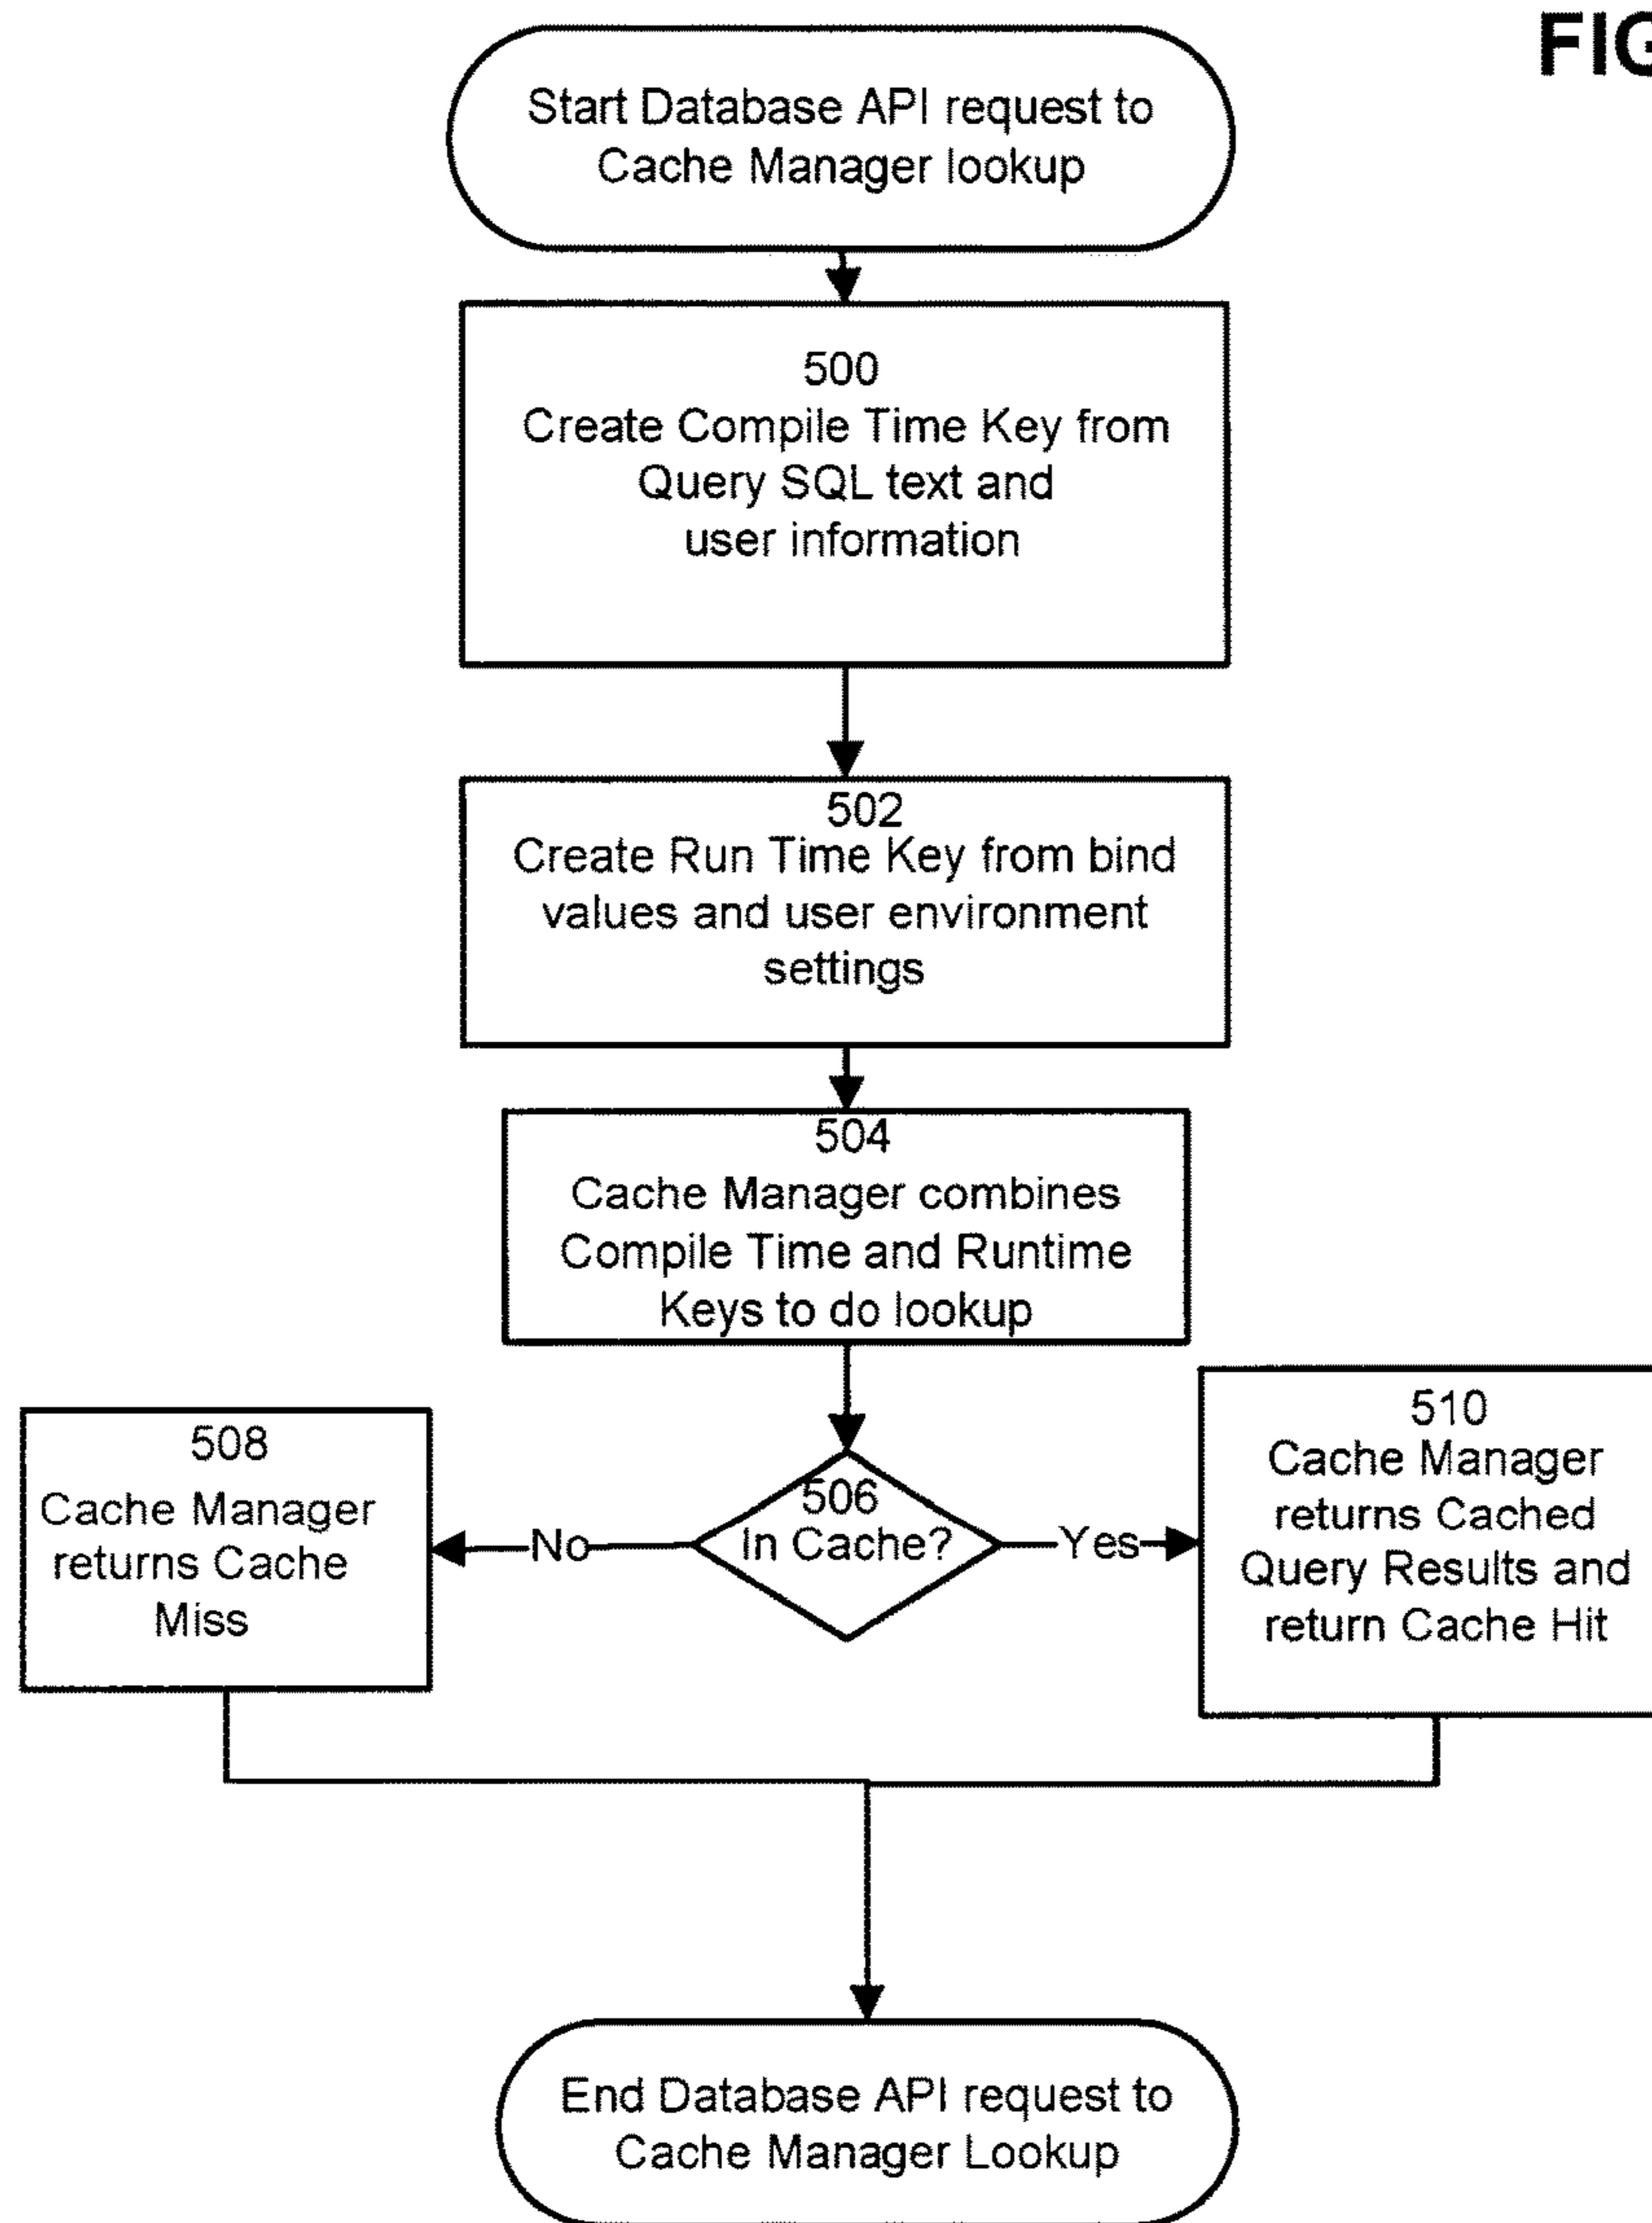 FIG
Start Database API request to
Cache Manager lookup
500
Create Compile Time Key from
Query SQL text and
user information
502
Create Run Time Key from bind
values and user environment
settings
504
Cache Manager combines
Compile Time and Runtime
Keys to do lookup
508
Cache Manager
returns Cache
Miss
No
506
In Cache?
Yes
510
Cache Manager
returns Cached
Query Results and
return Cache Hit
End Database API request to
Cache Manager Lookup